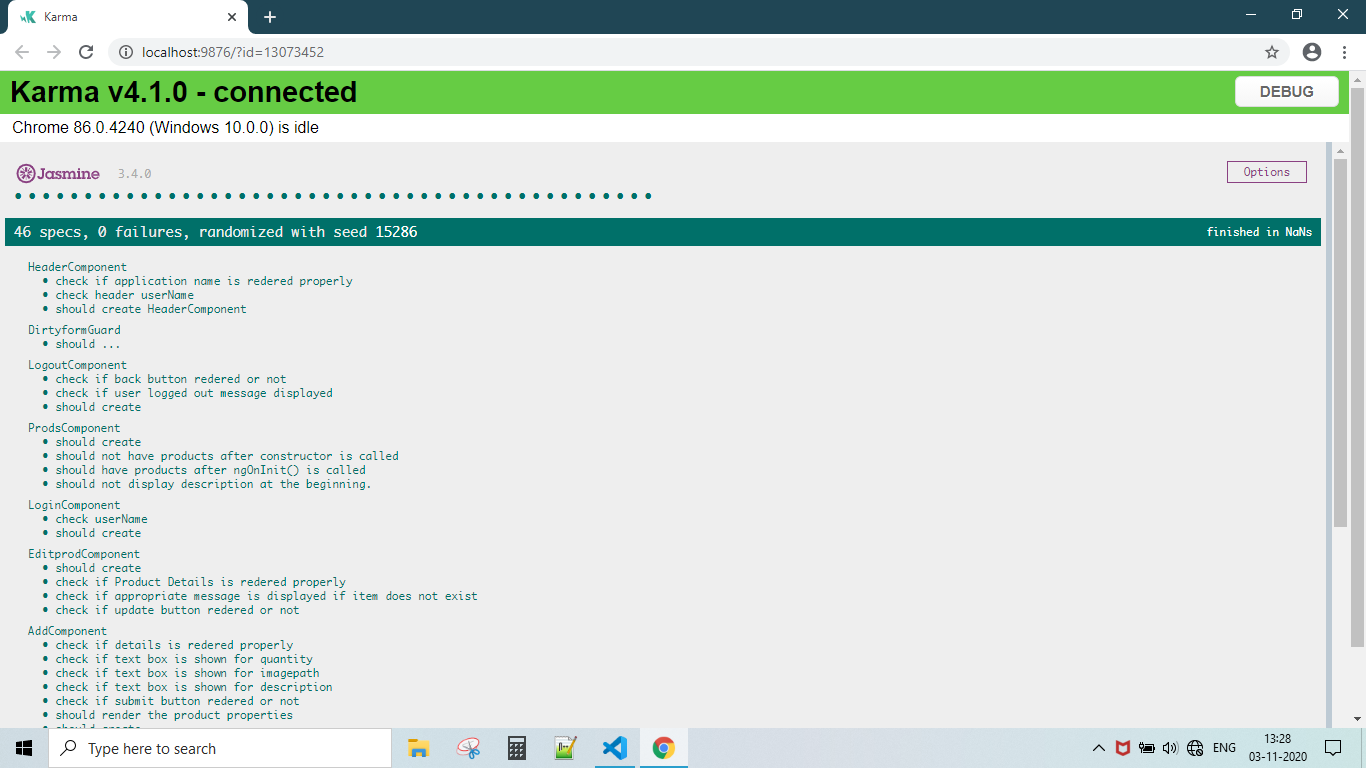 Karma
localhost:9876/?id=13073452
Karma v4.1.0 - connected
DEBUG
Chrome 86.0.4240 (Windows 10.0.0) is idle
Jasmine 3.4.0
Options
46 specs, 0 failures, randomized with seed 15286
finished in NaNs
HeaderComponent
• check if application name is redered properly
• check header userName
• should create HeaderComponent
DirtyformGuard
• should ...
LogoutComponent
• check if back button redered or not
• check if user logged out message displayed
• should create
ProdsComponent
• should create
• should not have products after constructor is called
• should have products after ngOnInit() is called
• should not display description at the beginning.
LoginComponent
• check userName
• should create
EditprodComponent
• should create
• check if Product Details is redered properly
• check if appropriate message is displayed if item does not exist
• check if update button redered or not
AddComponent
• check if details is redered properly
• check if text box is shown for quantity
• check if text box is shown for imagepath
• check if text box is shown for description
• check if submit button redered or not
• should render the product properties
• should create
Type here to search
ENG
13:28
03-11-2020